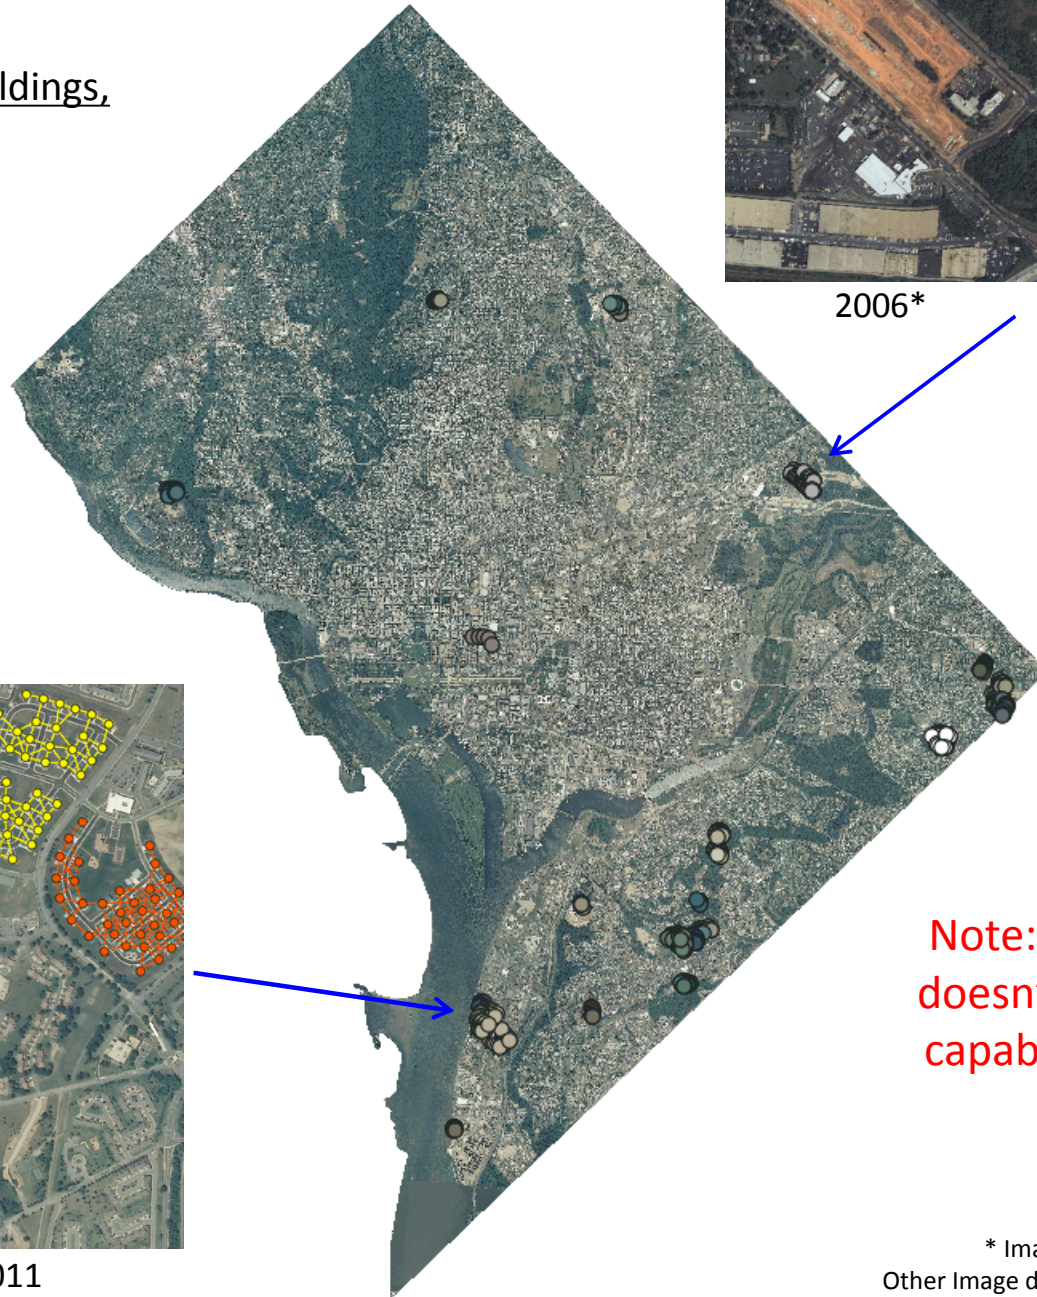 ldings,
2006*
Note:
doesn'
capab
011
* Ima
Other Image d